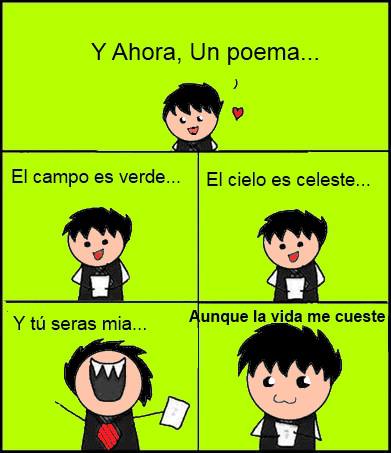 Y Ahora, Un poema...
El campo es verde...
El cielo es celeste...
Y tú seras mia...
Aunque la vida me cueste